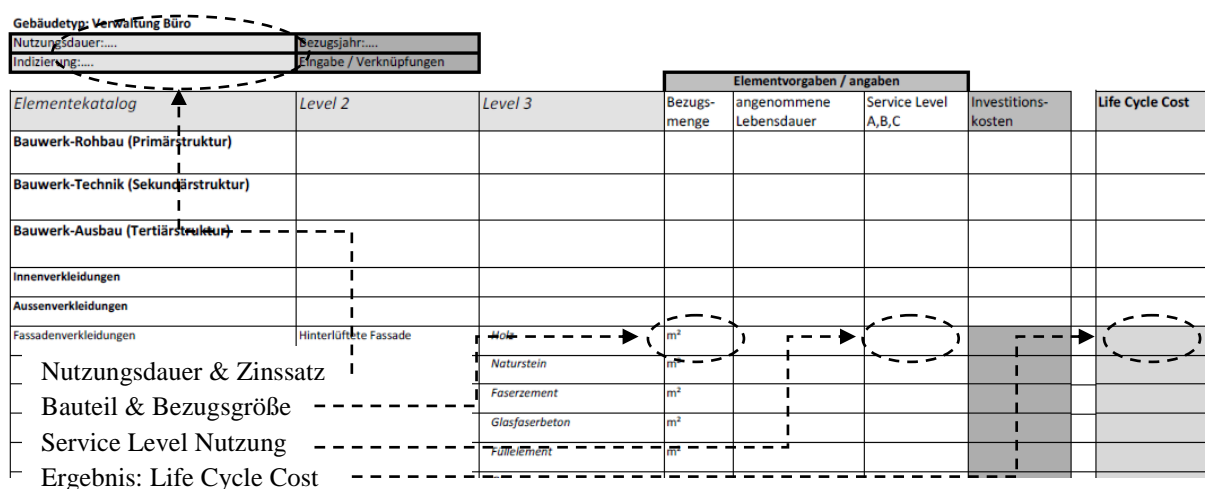 Gebäudetyp: Verwaltung Büro
Nutzungsdauer:.... Bezugsjahr:....
Indizierung:.... Eingabe / Verknüpfungen
Elementvorgaben / angaben
Elementekatalog Level 2 Level 3 Bezugs- angenommene Service Level Investitions- Life Cycle Cost
menge Lebensdauer A,B,C kosten
Bauwerk-Rohbau (Primärstruktur)
Bauwerk-Technik (Sekundärstruktur)
Bauwerk-Ausbau (Tertiärstruktur)
Innenverkleidungen
Aussenverkleidungen
Fassadenverkleidungen Hinterlüftete Fassade Holz m²
Naturstein m²
Nutzungsdauer & Zinssatz
Faserzement m²
Bauteil & Bezugsgröße
Glasfaserbeton m²
Service Level Nutzung
Füllelement m²
Ergebnis: Life Cycle Cost